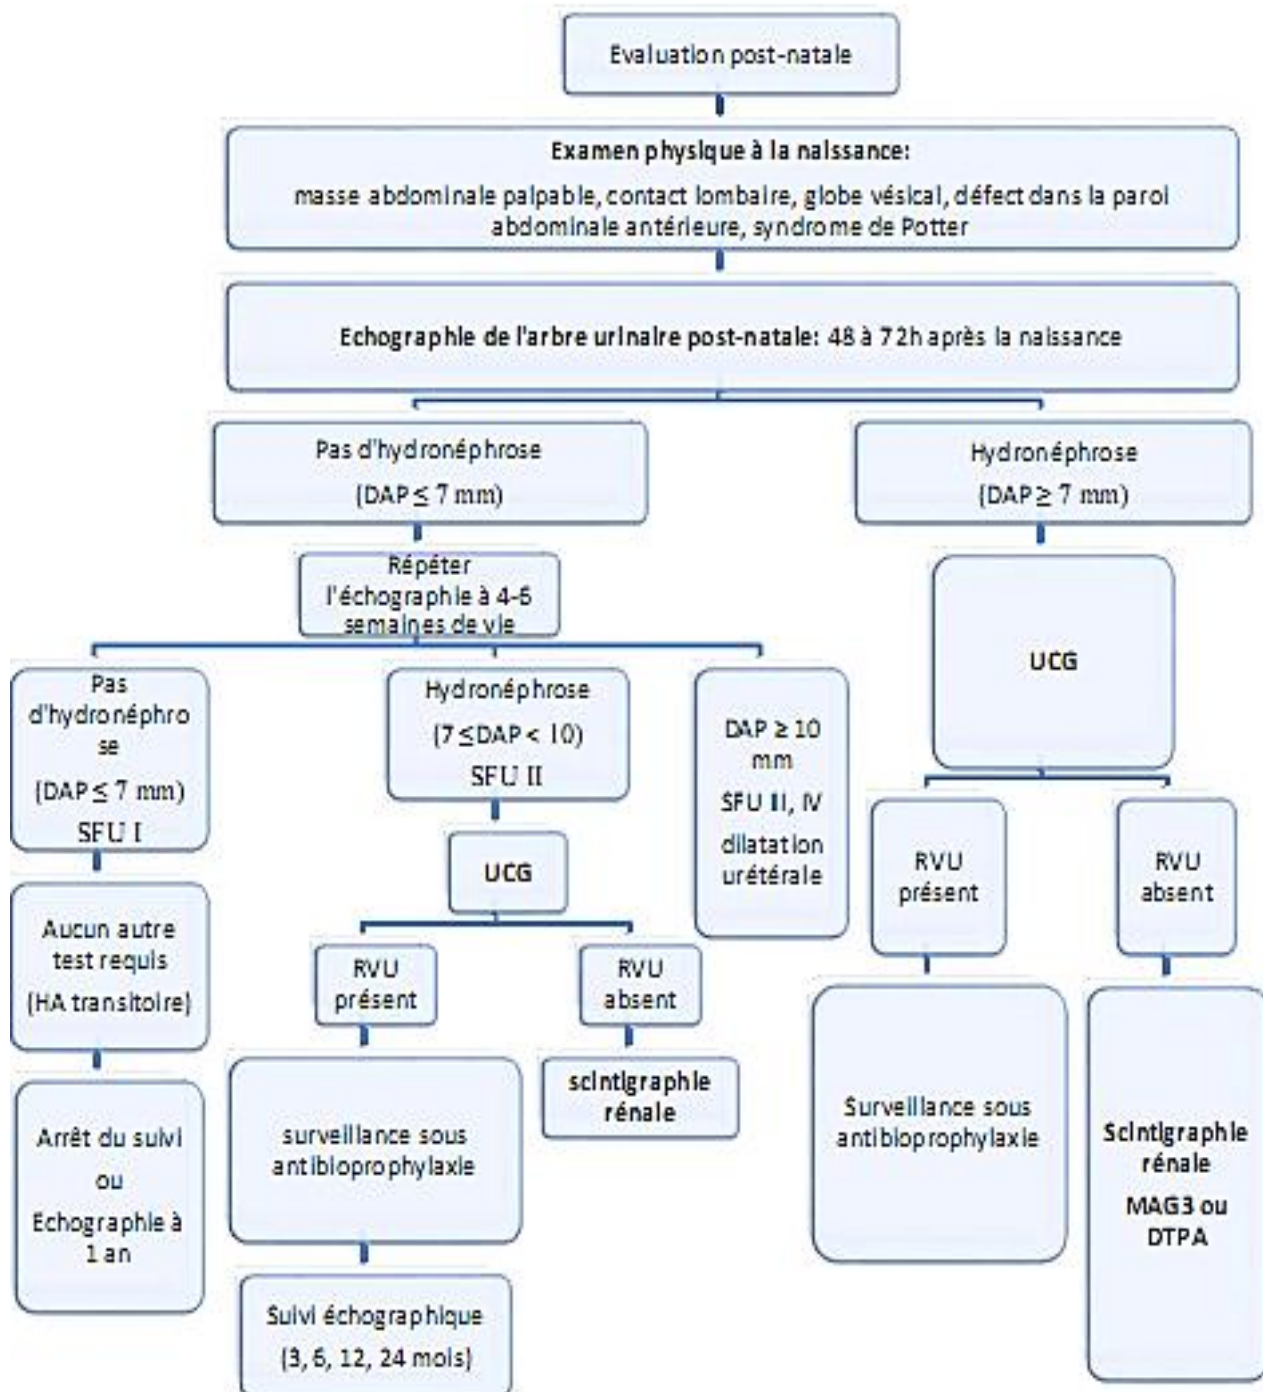 Evaluation post-natale
Examen physique à la naissance:
masse abdominale palpable, contact lombaire, globe vésical, défect dans la paroi
abdominale antérieure, syndrome de Potter
Echographie de l'arbre urinaire post-natale: 48 à 72h après la naissance
Pas d'hydronéphrose
(DAP ≤ 7 mm)
Hydronéphrose
(DAP ≥ 7 mm)
Répéter
l'échographie à 4-6
semaines de vie
UCG
Pas
d'hydronéphro
se
(DAP ≤ 7 mm)
SFU I
Hydronéphrose
(7 ≤DAP < 10)
SFU II
DAP ≥ 10
mm
SFU III, IV
dilatation
urétérale
UCG
RVU
présent
RVU
absent
Aucun autre
test requis
(HA transitoire)
RVU
présent
RVU
absent
Arrêt du suivi
ou
Echographie à
1 an
surveillance sous
antibioprophylaxie
scintigraphie
rénale
Surveillance sous
antibioprophylaxie
Scintigraphie
rénale
MAG3 ou
DTPA
Suivi échographique
(3, 6, 12, 24 mois)